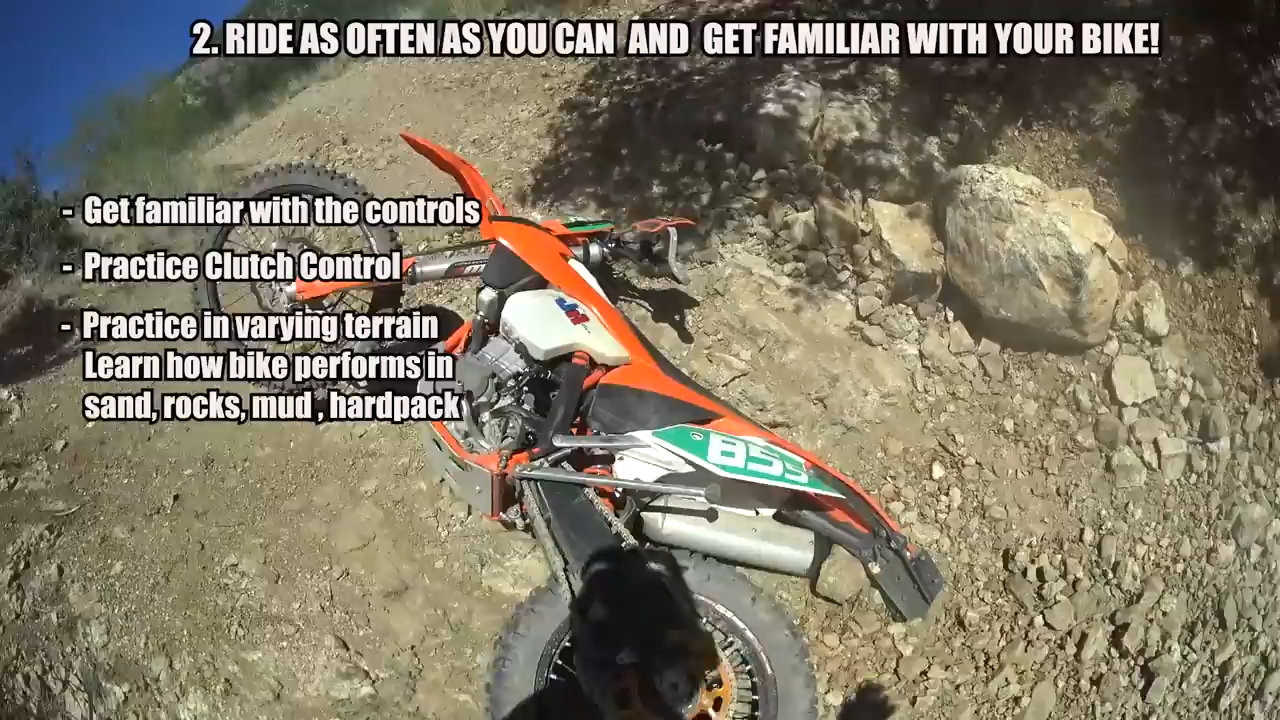 2. RIDE AS OFTEN AS YOU CAN AND GET FAMILIAR WITH YOUR BIKE!
- Get familiar with the controls
- Practice Clutch Control
- Practice in varying terrain
Learn how bike performs in
sand, rocks, mud , hardpack
855